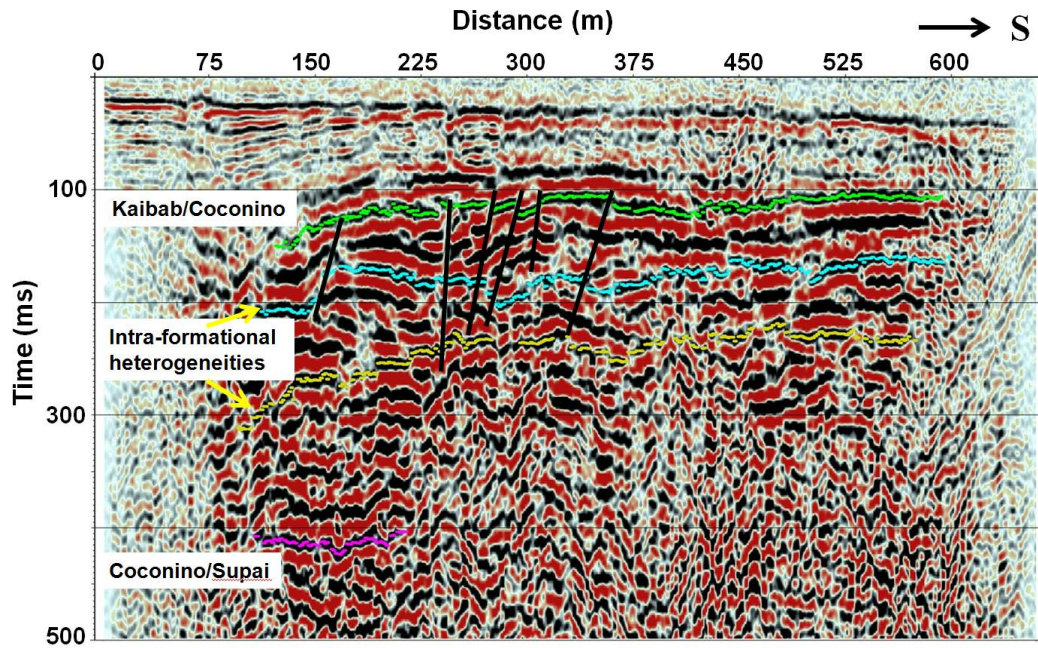 Distance (m)
S
0 75 150 225 300 375 450 525 600
100
Kaibab/Coconino
Time (ms)
Intra-formational
heterogeneities
300
Coconino/Supai
500